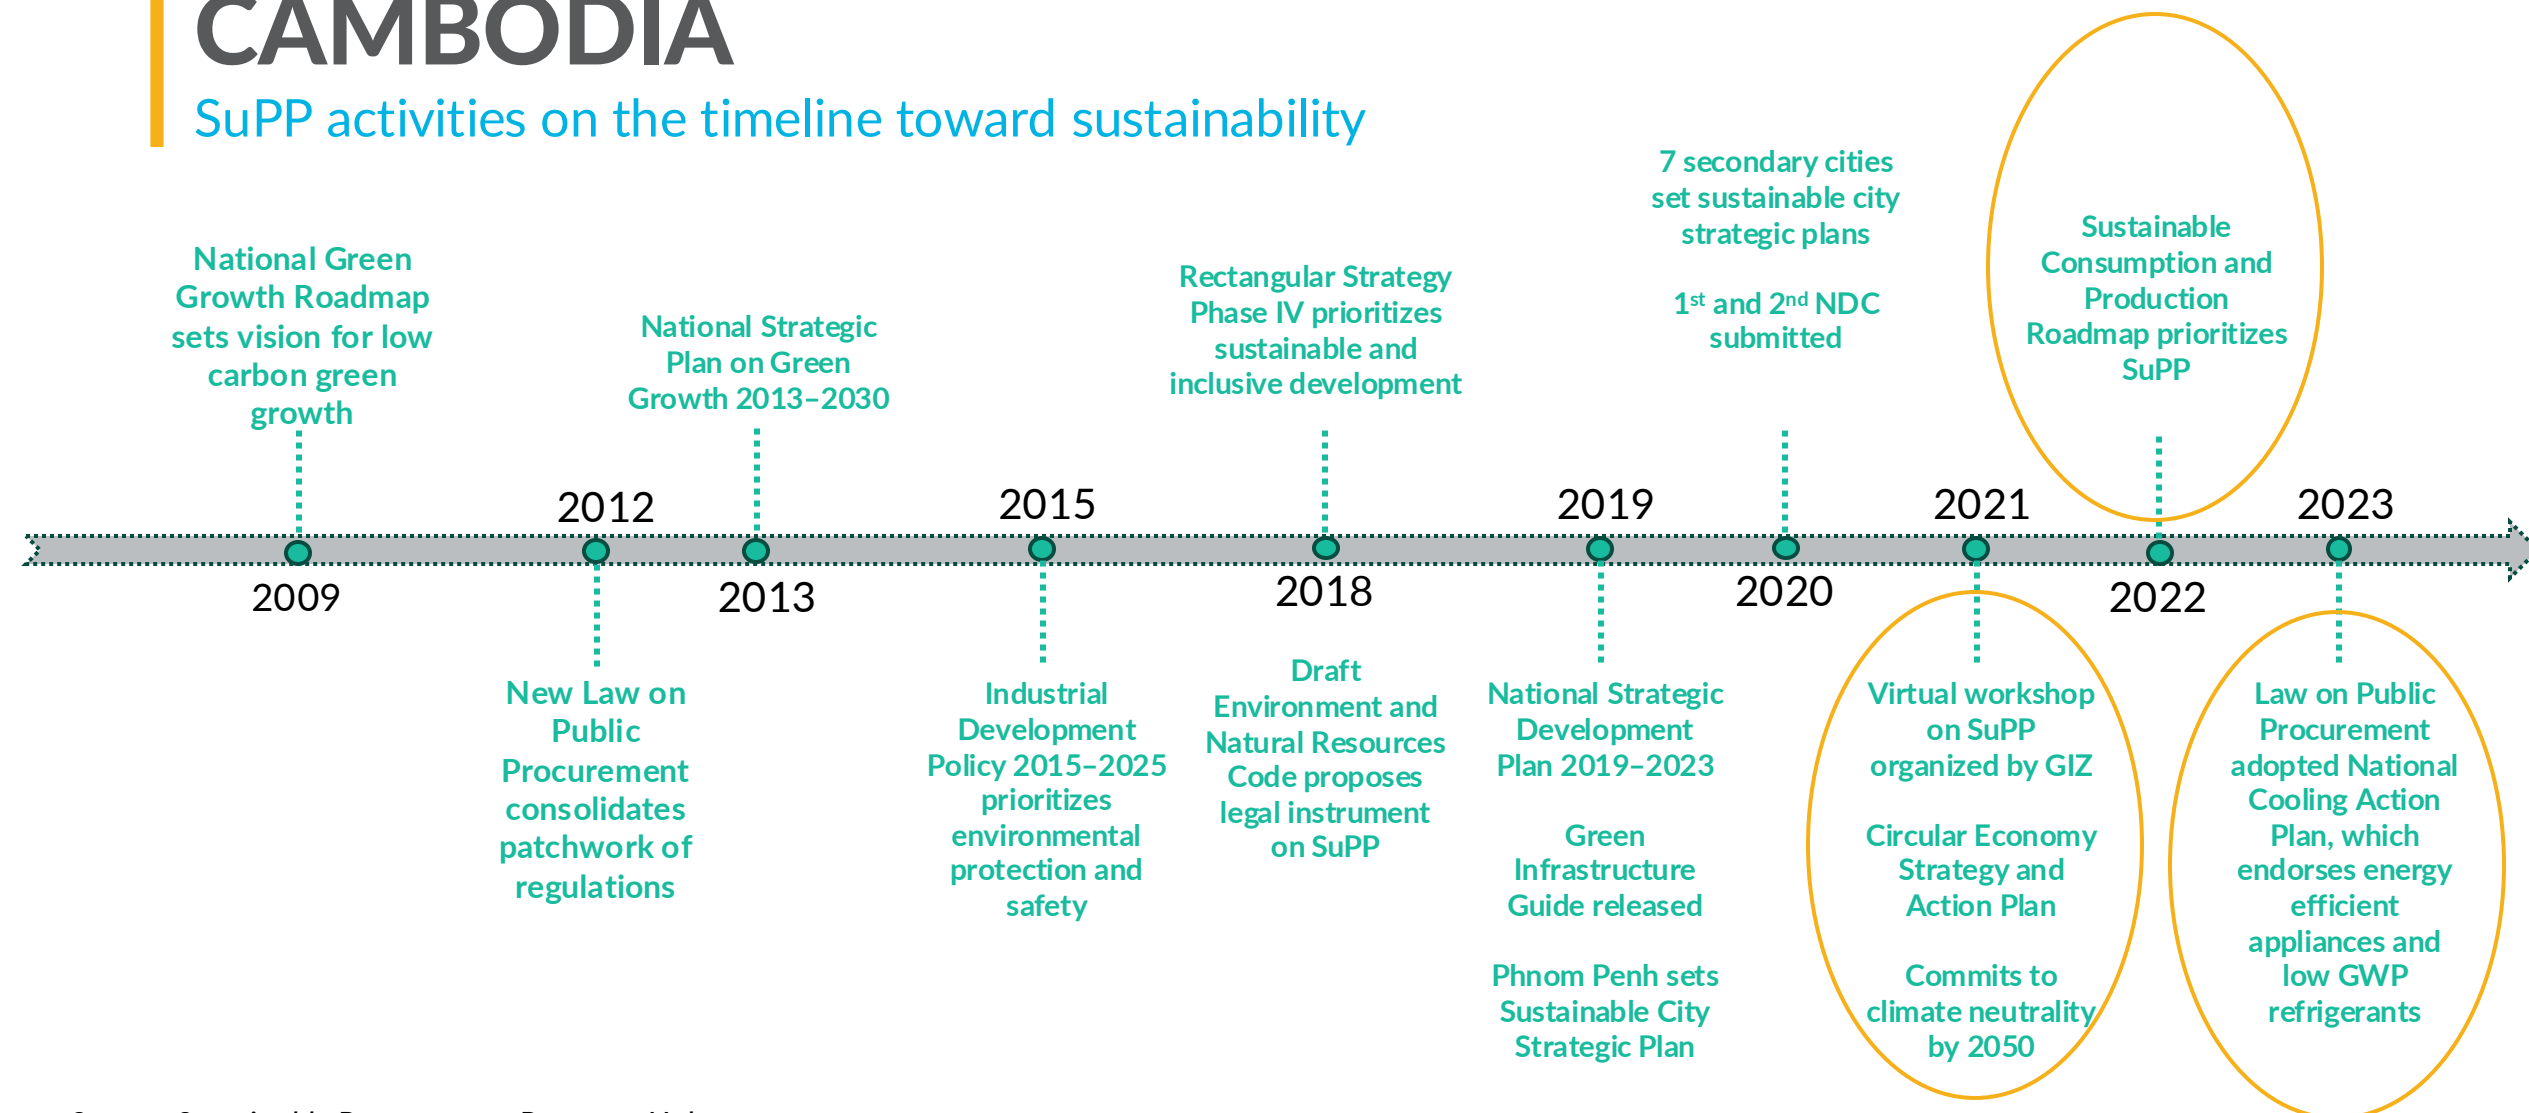 CAMBODIA
SuPP activities on the timeline toward sustainability
National Green
Growth Roadmap
sets vision for low
carbon green
growth
2009
2012
New Law on
Public
Procurement
consolidates
patchwork of
regulations
National Strategic
Plan on Green
Growth 2013–2030
2013
2015
Industrial
Development
Policy 2015–2025
prioritizes
environmental
protection and
safety
Rectangular Strategy
Phase IV prioritizes
sustainable and
inclusive development
2018
Draft
Environment and
Natural Resources
Code proposes
legal instrument
on SuPP
2019
National Strategic
Development
Plan 2019–2023
Green
Infrastructure
Guide released
Phnom Penh sets
Sustainable City
Strategic Plan
7 secondary cities
set sustainable city
strategic plans
1st and 2nd NDC
submitted
2020
2021
Virtual workshop
on SuPP
organized by GIZ
Circular Economy
Strategy and
Action Plan
Commits to
climate neutrality
by 2050
Sustainable
Consumption and
Production
Roadmap prioritizes
SuPP
2022
2023
Law on Public
Procurement
adopted National
Cooling Action
Plan, which
endorses energy
efficient
appliances and
low GWP
refrigerants